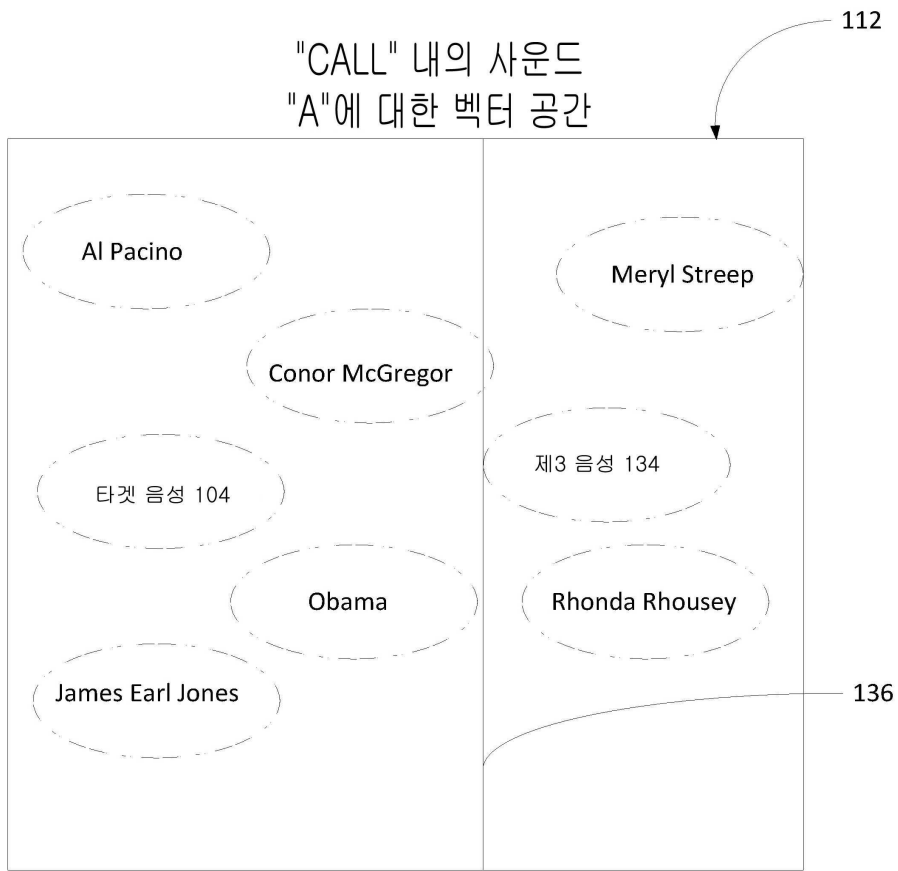 112
"CALL" 내의 사운드
"A"에 대한 벡터 공간
Al Pacino
Meryl Streep
Conor McGregor
제3 음성 134
타겟 음성 104
Obama
Rhonda Rhousey
James Earl Jones
136